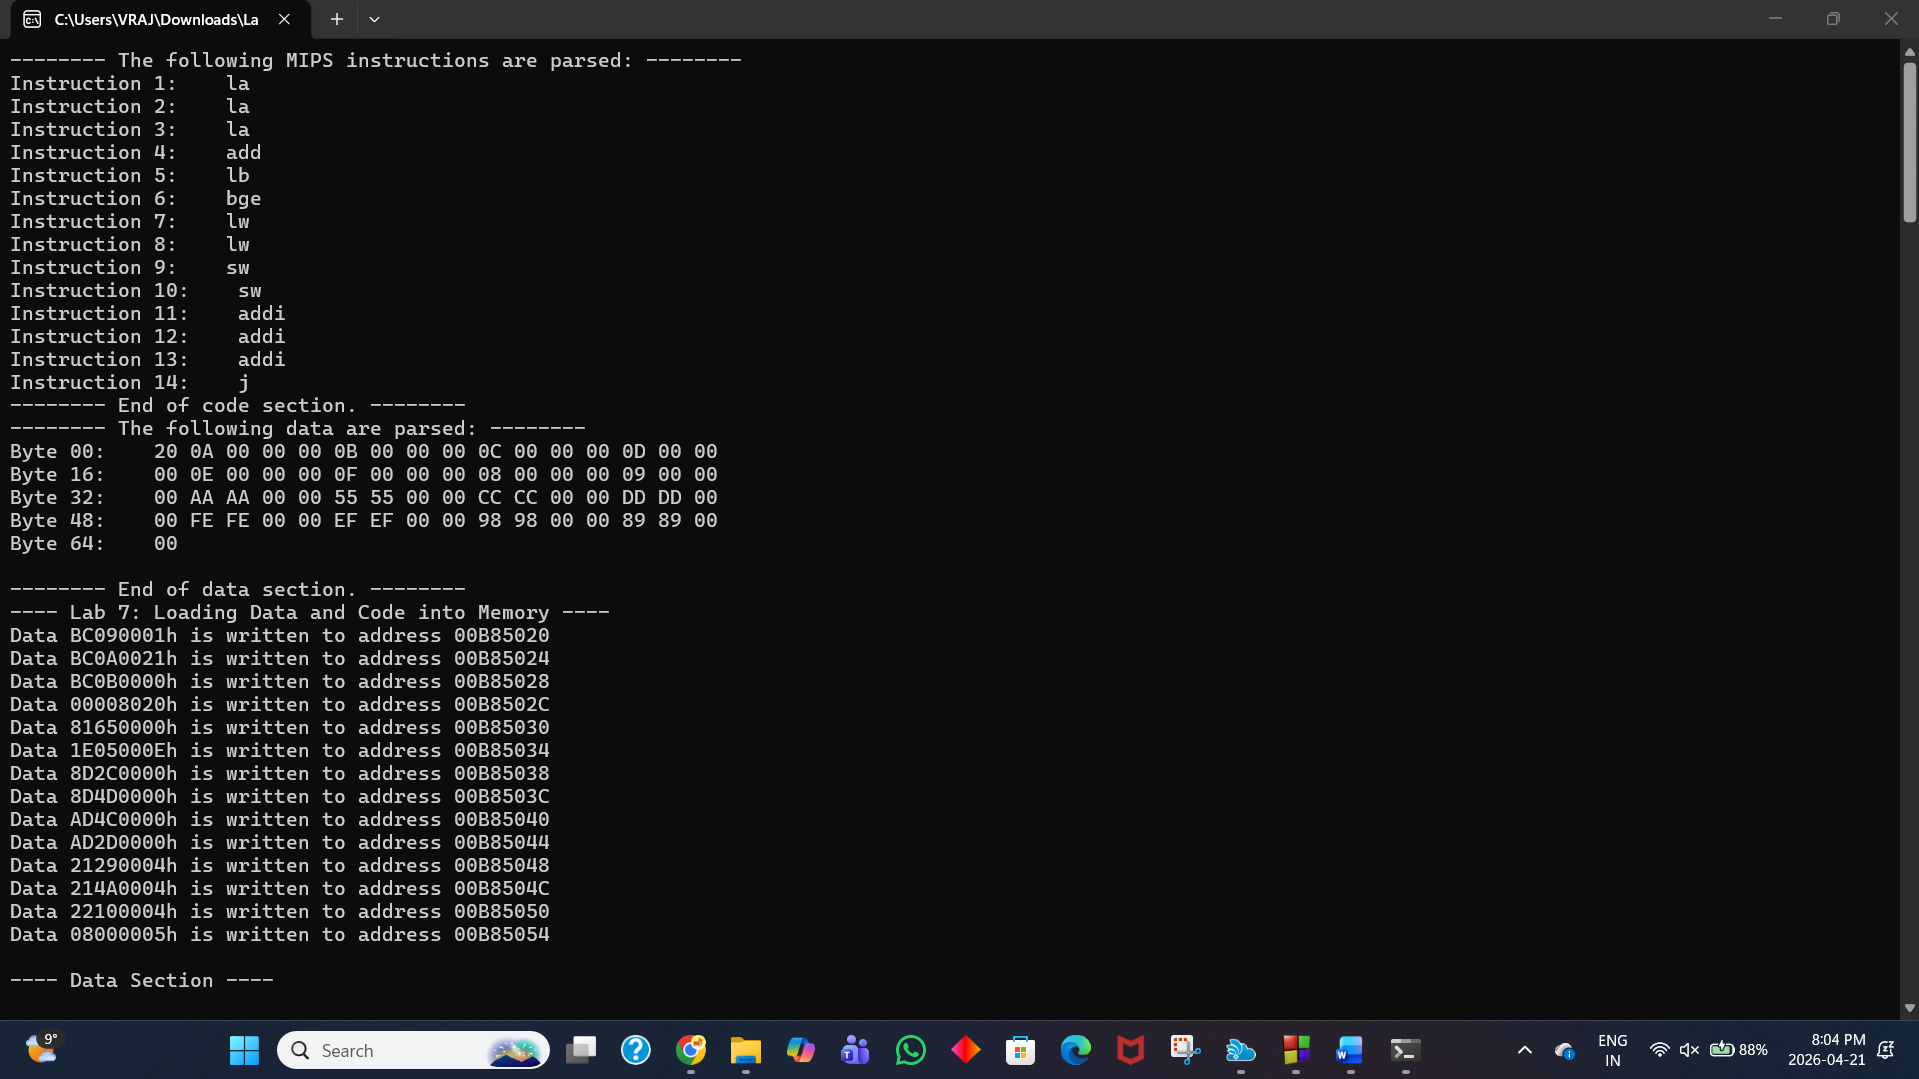 C:\Users\VRAJ\Downloads\La
-------- The following MIPS instructions are parsed: --------
Instruction 1:    la
Instruction 2:    la
Instruction 3:    la
Instruction 4:    add
Instruction 5:    lb
Instruction 6:    bge
Instruction 7:    lw
Instruction 8:    lw
Instruction 9:    sw
Instruction 10:    sw
Instruction 11:    addi
Instruction 12:    addi
Instruction 13:    addi
Instruction 14:    j
-------- End of code section. --------
-------- The following data are parsed: --------
Byte 00:    20 0A 00 00 00 0B 00 00 00 0C 00 00 00 0D 00 00
Byte 16:    00 0E 00 00 00 0F 00 00 00 08 00 00 00 09 00 00
Byte 32:    00 AA AA 00 00 55 55 00 00 CC CC 00 00 DD DD 00
Byte 48:    00 FE FE 00 00 EF EF 00 00 98 98 00 00 89 89 00
Byte 64:    00
-------- End of data section. --------
---- Lab 7: Loading Data and Code into Memory ----
Data BC090001h is written to address 00B85020
Data BC0A0021h is written to address 00B85024
Data BC0B0000h is written to address 00B85028
Data 00008020h is written to address 00B8502C
Data 81650000h is written to address 00B85030
Data 1E05000Eh is written to address 00B85034
Data 8D2C0000h is written to address 00B85038
Data 8D4D0000h is written to address 00B8503C
Data AD4C0000h is written to address 00B85040
Data AD2D0000h is written to address 00B85044
Data 21290004h is written to address 00B85048
Data 214A0004h is written to address 00B8504C
Data 22100004h is written to address 00B85050
Data 08000005h is written to address 00B85054
---- Data Section ----
9°
Search
ENG
IN
88%
8:04 PM
2026-04-21